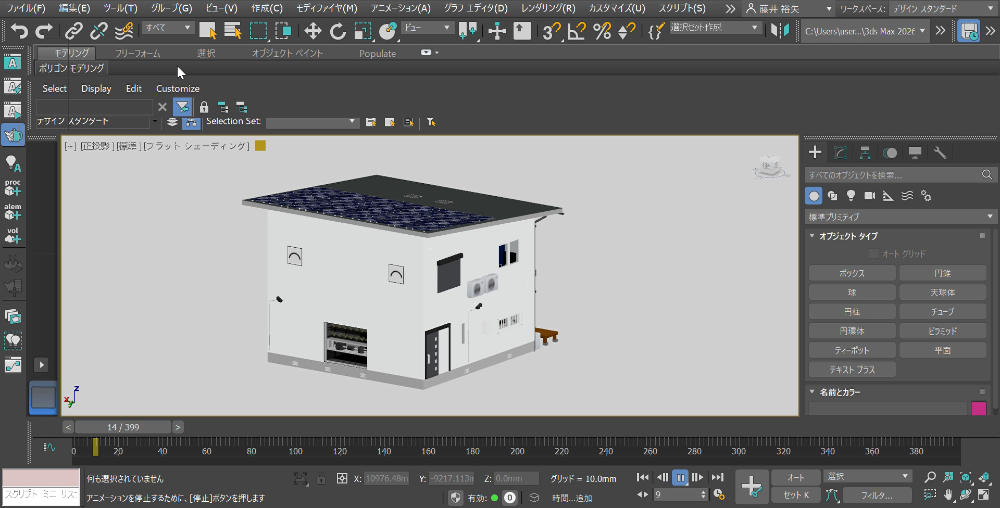 ファイル(F) 編集(E) ツール(T) グループ(G) ビュー(V) 作成(C) モディファイヤ(M) アニメーション(A) グラフ エディタ(D) レンダリング(R) カスタマイズ(U) スクリプト(S) 藤井 裕矢 ワークスペース: デザイン スタンダード
すべて ビュー 選択セット作成 C:\Users\user...\3ds Max 2026
モデリング フリーフォーム 選択 オブジェクト ペイント Populate
ポリゴン モデリング
Select Display Edit Customize
デザイン スタンダード Selection Set:
[+] [正投影 ] [標準 ] [フラット シェーディング]
後 左
すべてのオブジェクトを検索...
proc
alem
vol
標準プリミティブ
オブジェクト タイプ
オート グリッド
ボックス 円錐
球 天球体
円柱 チューブ
円環体 ピラミッド
ティーポット 平面
テキスト プラス
名前とカラー
z
x
y
< 14 / 399 >
0 20 40 60 80 100 120 140 160 180 200 220 240 260 280 300 320 340 360 380
何も選択されていません X: 10976.48m Y: -9217.113m Z: 0.0mm グリッド = 10.0mm オート 選択
スクリプト ミニ リス アニメーションを停止するために、[停止]ボタンを押します 有効: 0 時間...追加 9 セット K フィルタ...